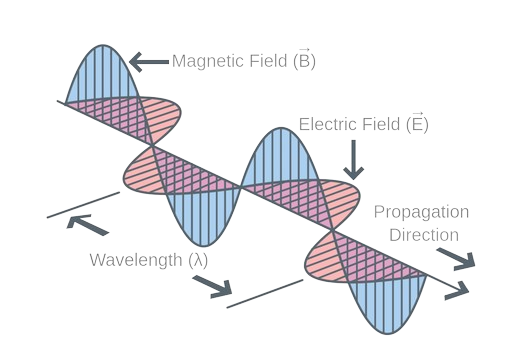 Magnetic Field (B⃗)
Electric Field (E⃗)
Propagation
Direction
Wavelength (λ)